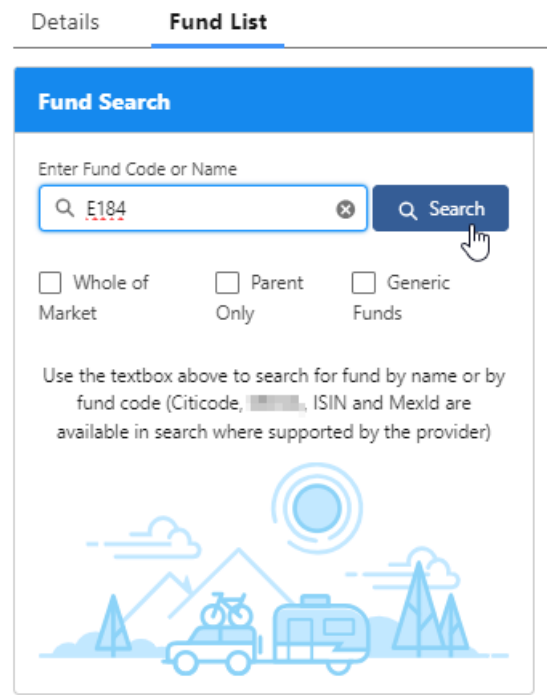 Details Fund List
Fund Search
Enter Fund Code or Name
E184 Search
Whole of Parent Generic
Market Only Funds
Use the textbox above to search for fund by name or by
fund code (Citicode, , ISIN and MexId are
available in search where supported by the provider)